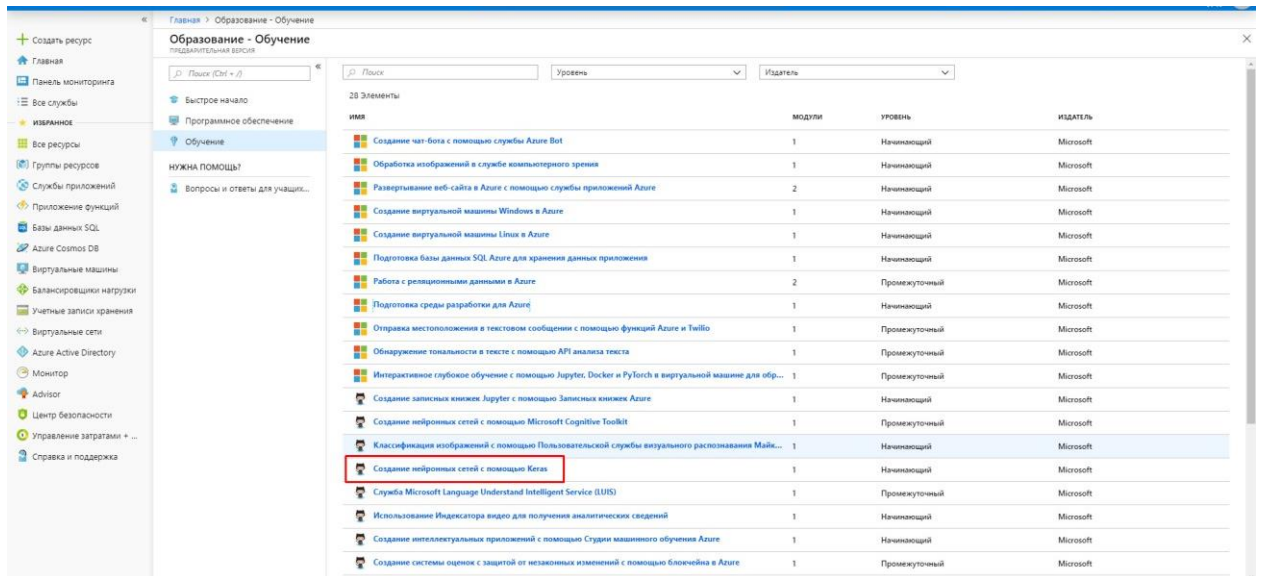 Главная > Образование - Обучение
Создать ресурс
Главная
Панель мониторинга
Все службы
ИЗБРАННОЕ
Все ресурсы
Группы ресурсов
Службы приложений
Приложение функций
Базы данных SQL
Azure Cosmos DB
Виртуальные машины
Балансировщики нагрузки
Учетные записи хранения
Виртуальные сети
Azure Active Directory
Монитор
Advisor
Центр безопасности
Управление затратами + ...
Справка и поддержка
Образование - Обучение
ПРЕДВАРИТЕЛЬНАЯ ВЕРСИЯ
Поиск (Ctrl + /)
Быстрое начало
Программное обеспечение
Обучение
НУЖНА ПОМОЩЬ?
Вопросы и ответы для учащих...
Поиск Уровень Издатель
28 Элементы
ИМЯ МОДУЛИ УРОВЕНЬ ИЗДАТЕЛЬ
Создание чат-бота с помощью службы Azure Bot 1 Начинающий Microsoft
Обработка изображений в службе компьютерного зрения 1 Начинающий Microsoft
Развертывание веб-сайта в Azure с помощью службы приложений Azure 2 Начинающий Microsoft
Создание виртуальной машины Windows в Azure 1 Начинающий Microsoft
Создание виртуальной машины Linux в Azure 1 Начинающий Microsoft
Подготовка базы данных SQL Azure для хранения данных приложения 1 Начинающий Microsoft
Работа с реляционными данными в Azure 2 Промежуточный Microsoft
Подготовка среды разработки для Azure 1 Начинающий Microsoft
Отправка местоположения в текстовом сообщении с помощью функций Azure и Twilio 1 Промежуточный Microsoft
Обнаружение тональности в тексте с помощью API анализа текста 1 Промежуточный Microsoft
Интерактивное глубокое обучение с помощью Jupyter, Docker и PyTorch в виртуальной машине для обр... 1 Промежуточный Microsoft
Создание записных книжек Jupyter с помощью Записных книжек Azure 1 Начинающий Microsoft
Создание нейронных сетей с помощью Microsoft Cognitive Toolkit 1 Промежуточный Microsoft
Классификация изображений с помощью Пользовательской службы визуального распознавания Майк... 1 Начинающий Microsoft
Создание нейронных сетей с помощью Keras 1 Начинающий Microsoft
Служба Microsoft Language Understand Intelligent Service (LUIS) 1 Промежуточный Microsoft
Использование Индексатора видео для получения аналитических сведений 1 Начинающий Microsoft
Создание интеллектуальных приложений с помощью Студии машинного обучения Azure 1 Начинающий Microsoft
Создание системы оценок с защитой от незаконных изменений с помощью блокчейна в Azure 1 Промежуточный Microsoft